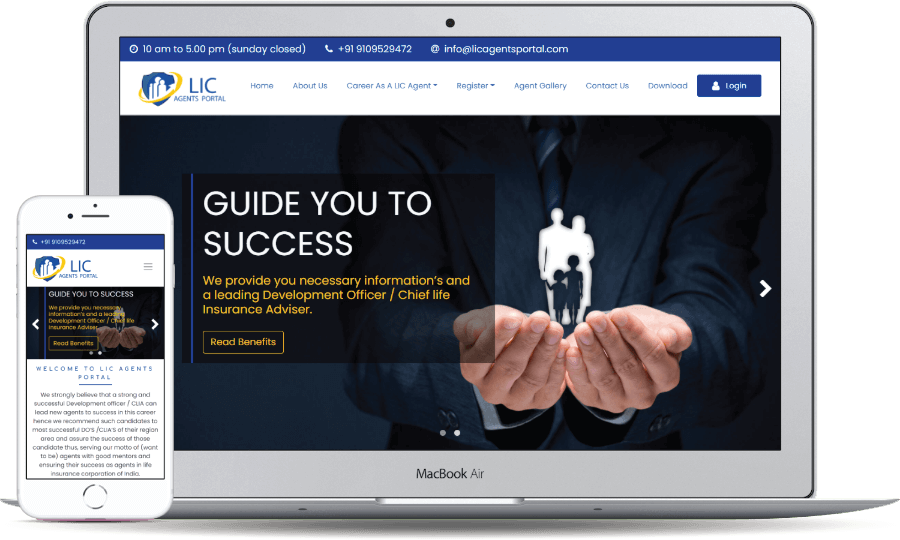 10 am to 5.00 pm (sunday closed) +91 9109529472 @ info@licagentsportal.com
LIC
AGENTS PORTAL
Home About Us Career As A LIC Agent Register Agent Gallery Contact Us Download Login
GUIDE YOU TO
SUCCESS
We provide you necessary information's and
a leading Development Officer / Chief life
Insurance Adviser.
Read Benefits
MacBook Air
+91 9109529472
LIC
AGENTS PORTAL
GUIDE YOU TO SUCCESS
We provide you necessary
information's and a leading
Development Officer / Chief life
Insurance Adviser.
Read Benefits
WELCOME TO LIC AGENTS
PORTAL
We strongly believe that a strong and
successful Development officer / CLIA can
lead new agents to success in this career
hence we recommend such candidates to
most successful DO'S /CLIA'S of their region
area and assure the success of those
candidate thus, serving our motto of (want
to be) agents with good mentors and
ensuring their success as agents in life
insurance corporation of India.